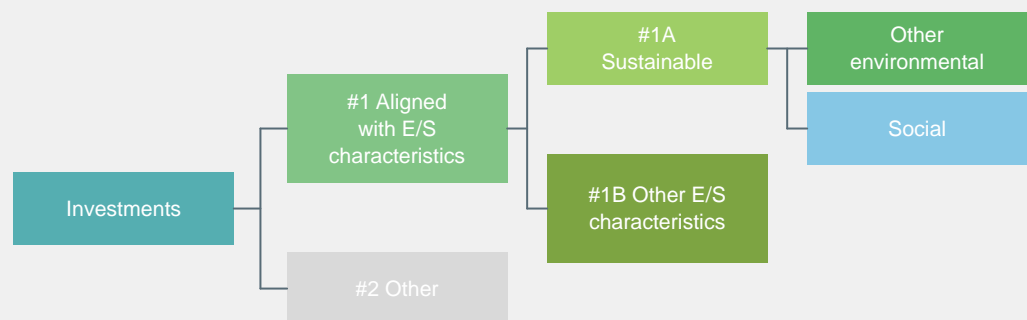 Investments
#1 Aligned
with E/S
characteristics
#2 Other
#1A
Sustainable
#1B Other E/S
characteristics
Other
environmental
Social